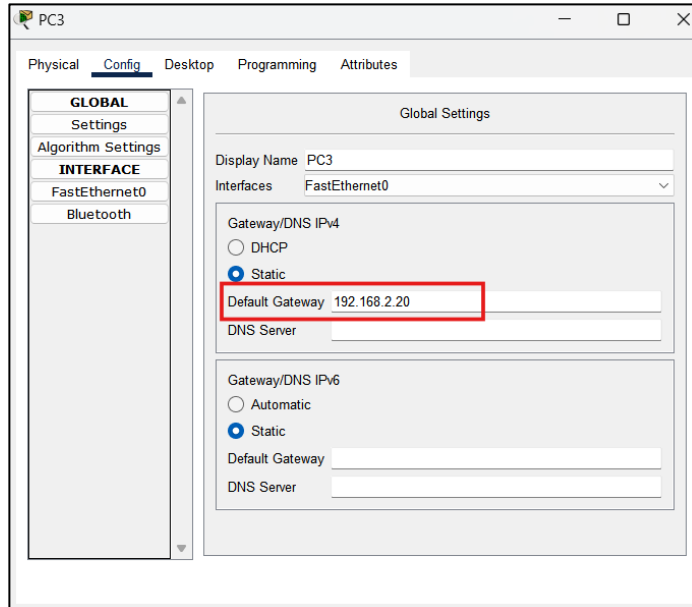 PC3
Physical Config Desktop Programming Attributes
GLOBAL
Settings
Algorithm Settings
INTERFACE
FastEthernet0
Bluetooth
Global Settings
Display Name PC3
Interfaces FastEthernet0
Gateway/DNS IPv4
DHCP
Static
Default Gateway 192.168.2.20
DNS Server
Gateway/DNS IPv6
Automatic
Static
Default Gateway
DNS Server